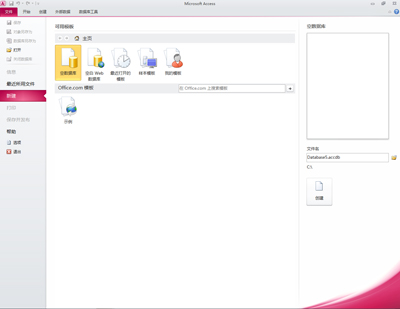 Microsoft Access
文件
开始
创建
外部数据
数据库工具
保存
对象另存为
数据库另存为
打开
关闭数据库
信息
最近所用文件
新建
打印
保存并发布
帮助
选项
退出
可用模板
主页
空数据库
空白 Web 数据库
最近打开的模板
样本模板
我的模板
Office.com 模板
在 Office.com 上搜索模板
示例
空数据库
文件名
Database5.accdb
C:\
创建